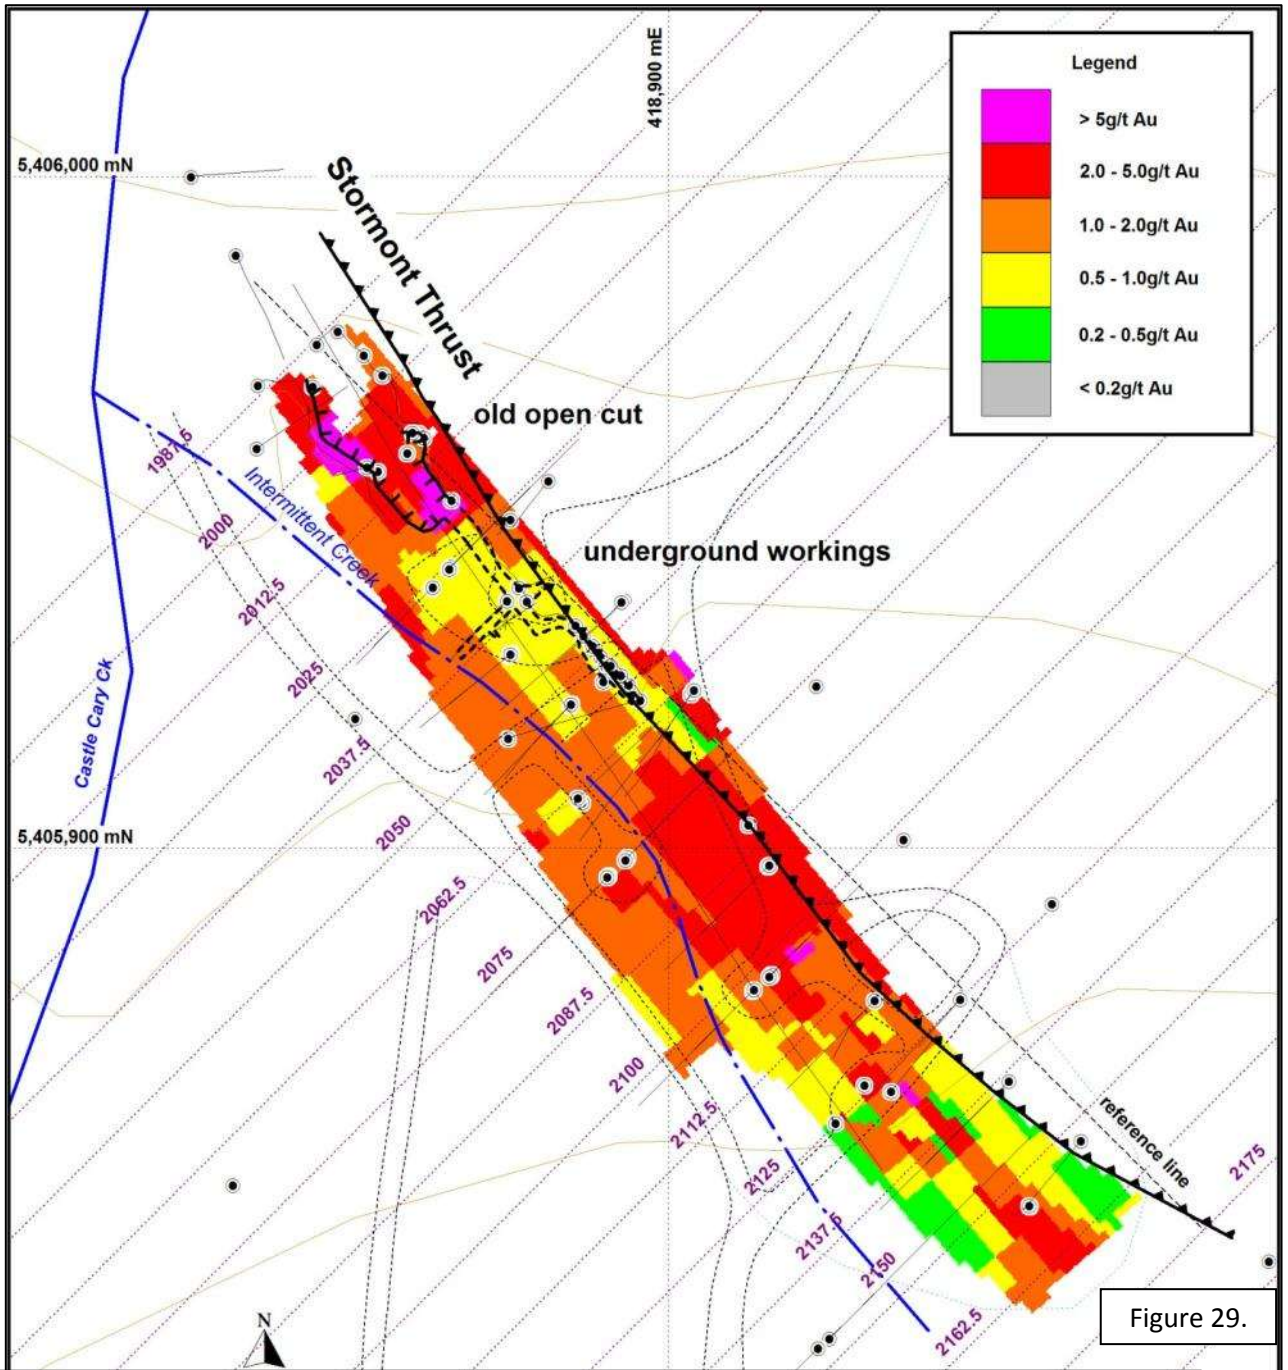 Legend
> 5g/t Au
2.0 - 5.0g/t Au
1.0 - 2.0g/t Au
0.5 - 1.0g/t Au
0.2 - 0.5g/t Au
< 0.2g/t Au
418,900 mE
5,406,000 mN
Stormont Thrust
old open cut
1987.5
Intermittent Creek
2000
underground workings
2012.5
2025
Castle Cary Ck
2037.5
2050
5,405,900 mN
2062.5
2075
2087.5
2100
2112.5
reference line
2125
2175
2137.5
2150
2162.5
N
Figure 29.